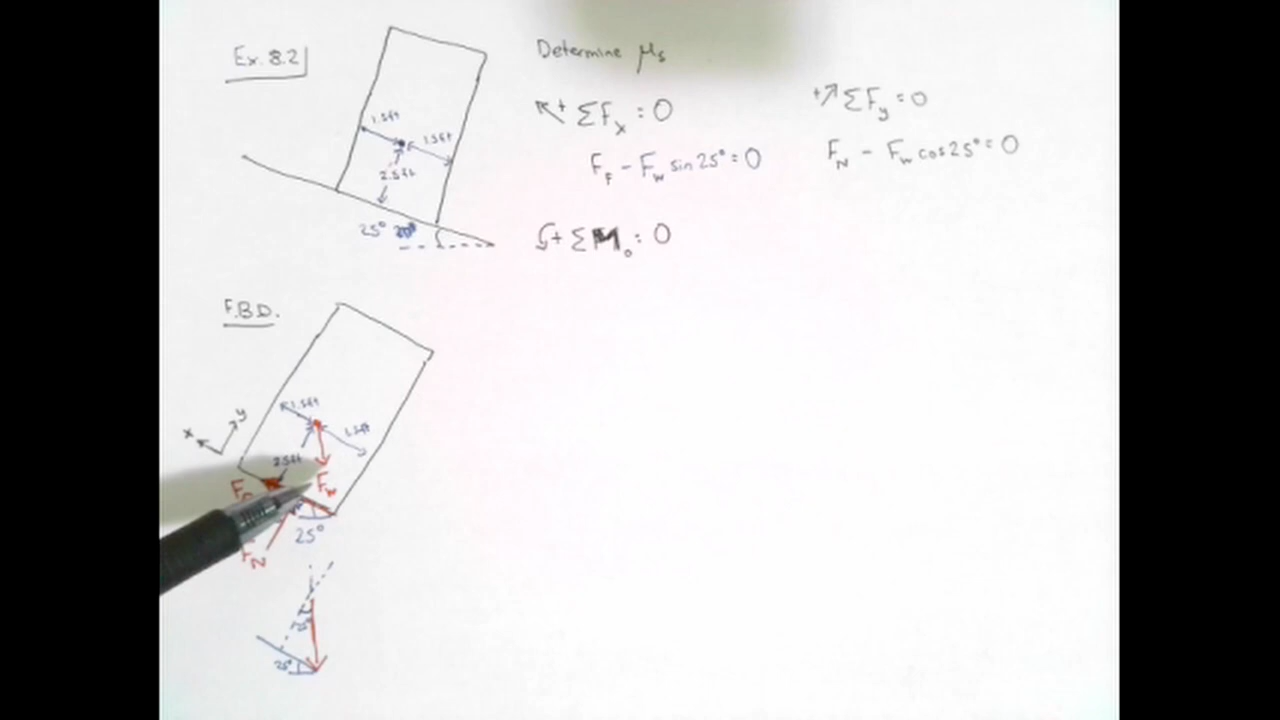 Ex. 8.2
1.5ft
1.5ft
2.5ft
25°
Determine μs
↖+ ΣFx = 0
FF - Fw sin 25° = 0
+↗ ΣFy = 0
FN - Fw cos 25° = 0
↺+ ΣMo = 0
F.B.D.
x
y
1.5ft
1.5ft
2.5ft
Fw
25°
FN
25°
25°